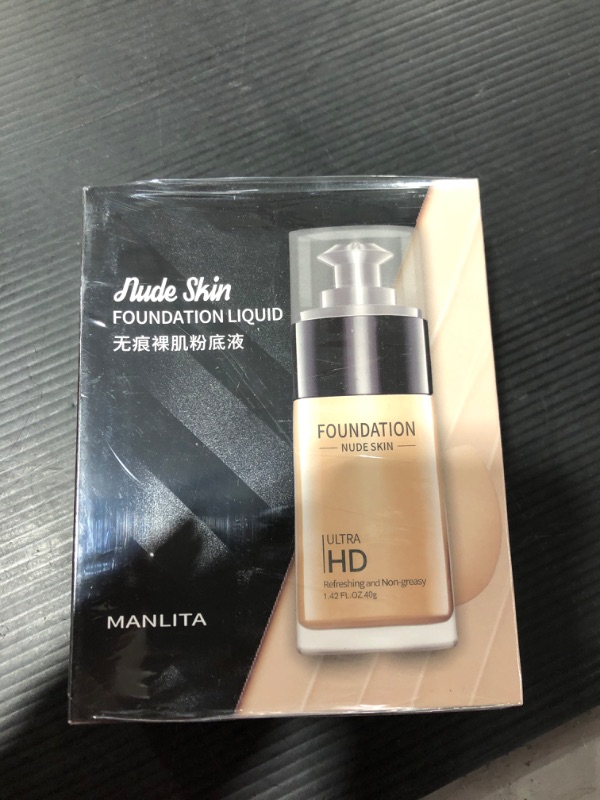 Nude Skin
FOUNDATION LIQUID
无痕裸肌粉底液
FOUNDATION
NUDE SKIN
ULTRA
HD
Refreshing and Non-greasy
1.42 FL.OZ 40g
MANLITA